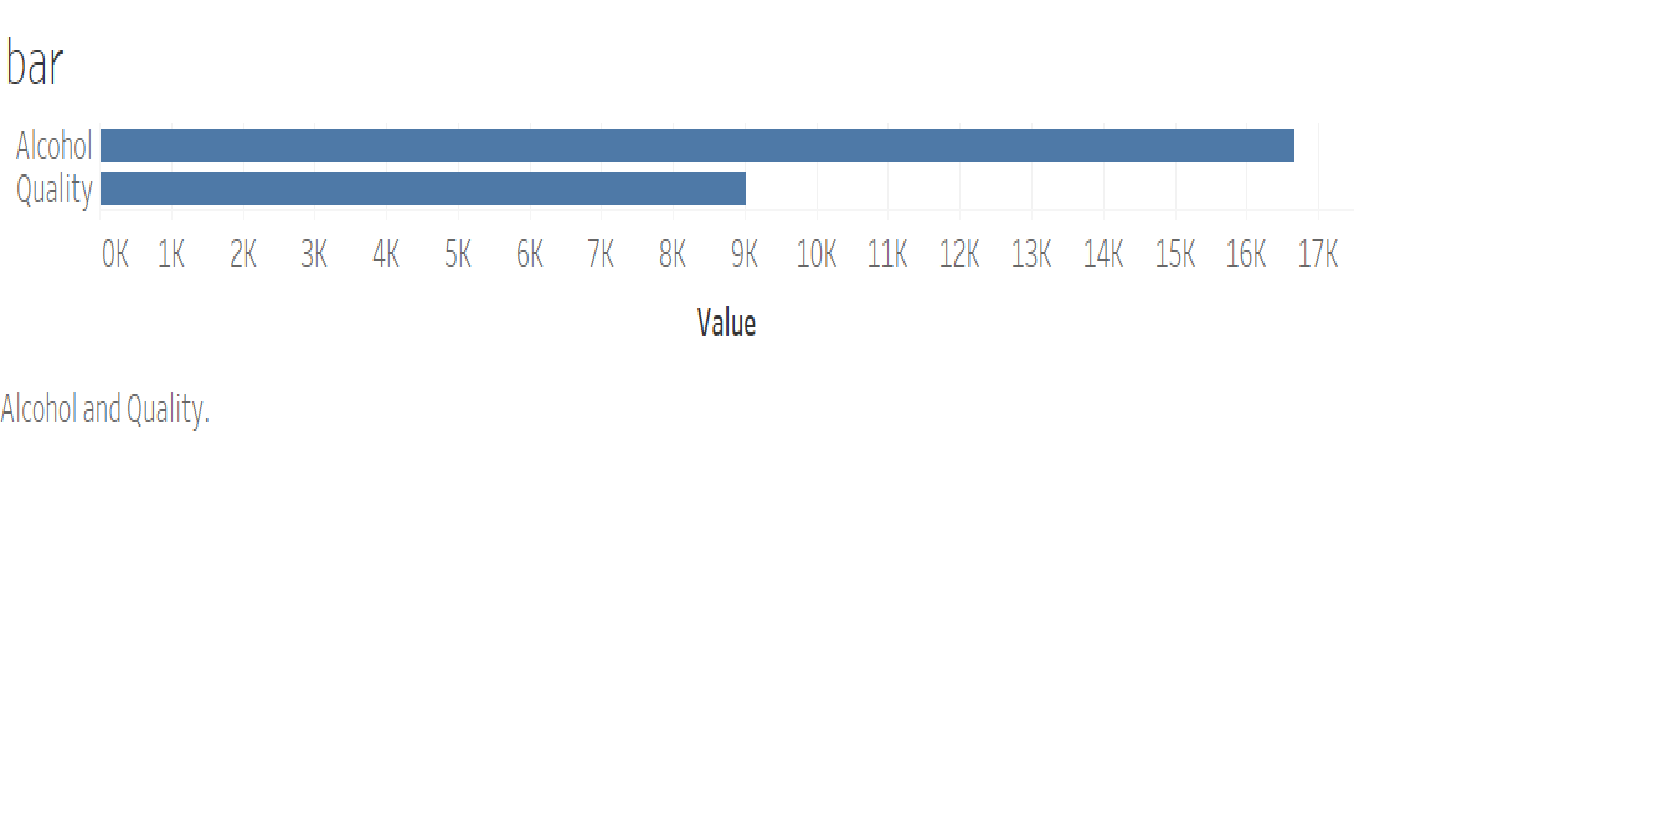 bar
Alcohol
Quality
0K 1K 2K 3K 4K 5K 6K 7K 8K 9K 10K 11K 12K 13K 14K 15K 16K 17K
Value
Alcohol and Quality.